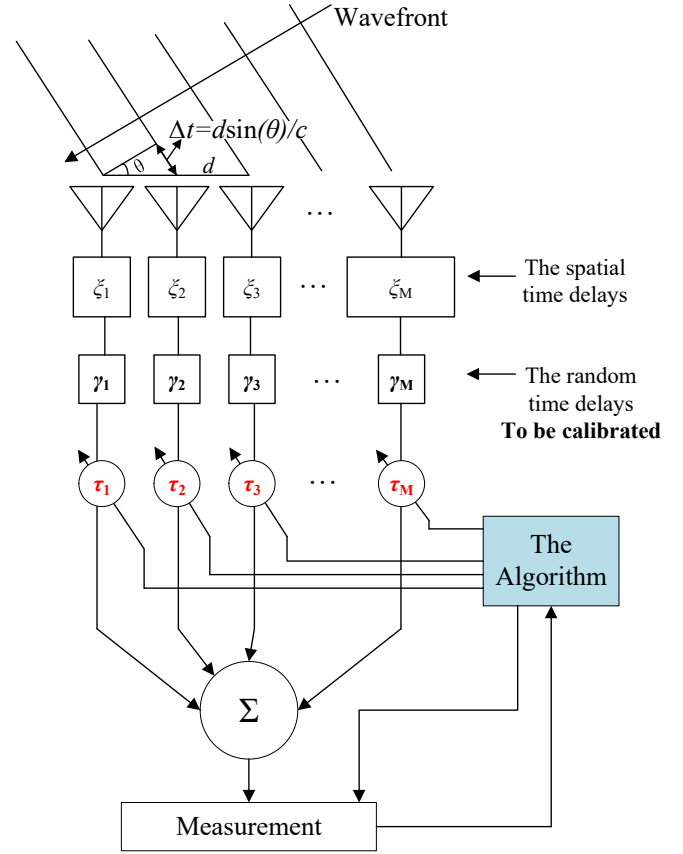 Wavefront
Δt=dsin(θ)/c
θ
d
...
ξ1 ξ2 ξ3 ... ξM
The spatial
time delays
γ1 γ2 γ3 ... γM
The random
time delays
To be calibrated
τ1 τ2 τ3 ... τM
The
Algorithm
Σ
Measurement